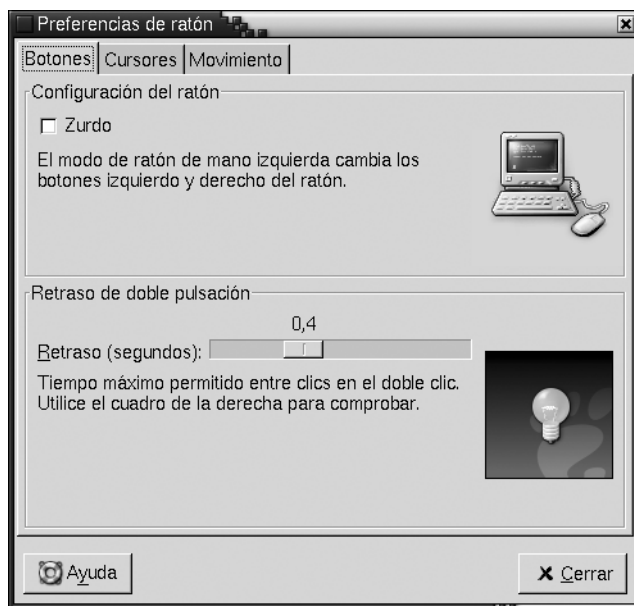 Preferencias de ratón
Botones Cursores Movimiento
Configuración del ratón
Zurdo
El modo de ratón de mano izquierda cambia los
botones izquierdo y derecho del ratón.
Retraso de doble pulsación
0,4
Retraso (segundos):
Tiempo máximo permitido entre clics en el doble clic.
Utilice el cuadro de la derecha para comprobar.
Ayuda
Cerrar